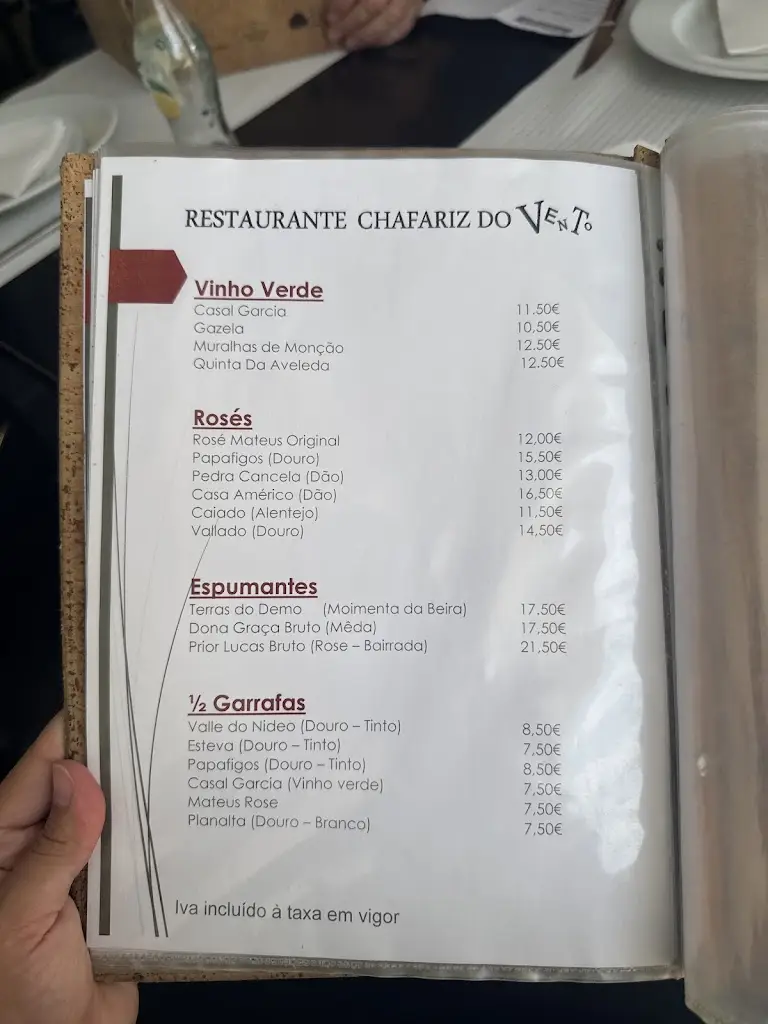 RESTAURANTE CHAFARIZ DO VENTO
Vinho Verde
Casal Garcia 11.50€
Gazela 10,50€
Muralhas de Monção 12.50€
Quinta Da Aveleda 12.50€
Rosés
Rosé Mateus Original 12,00€
Papafigos (Douro) 15,50€
Pedra Cancela (Dão) 13,00€
Casa Américo (Dão) 16,50€
Caiado (Alentejo) 11,50€
Vallado (Douro) 14,50€
Espumantes
Terras do Demo (Moimenta da Beira) 17,50€
Dona Graça Bruto (Mêda) 17,50€
Prior Lucas Bruto (Rose – Bairrada) 21,50€
½ Garrafas
Valle do Nideo (Douro – Tinto) 8,50€
Esteva (Douro – Tinto) 7,50€
Papafigos (Douro – Tinto) 8,50€
Casal Garcia (Vinho verde) 7,50€
Mateus Rose 7,50€
Planalta (Douro – Branco) 7,50€
Iva incluído à taxa em vigor